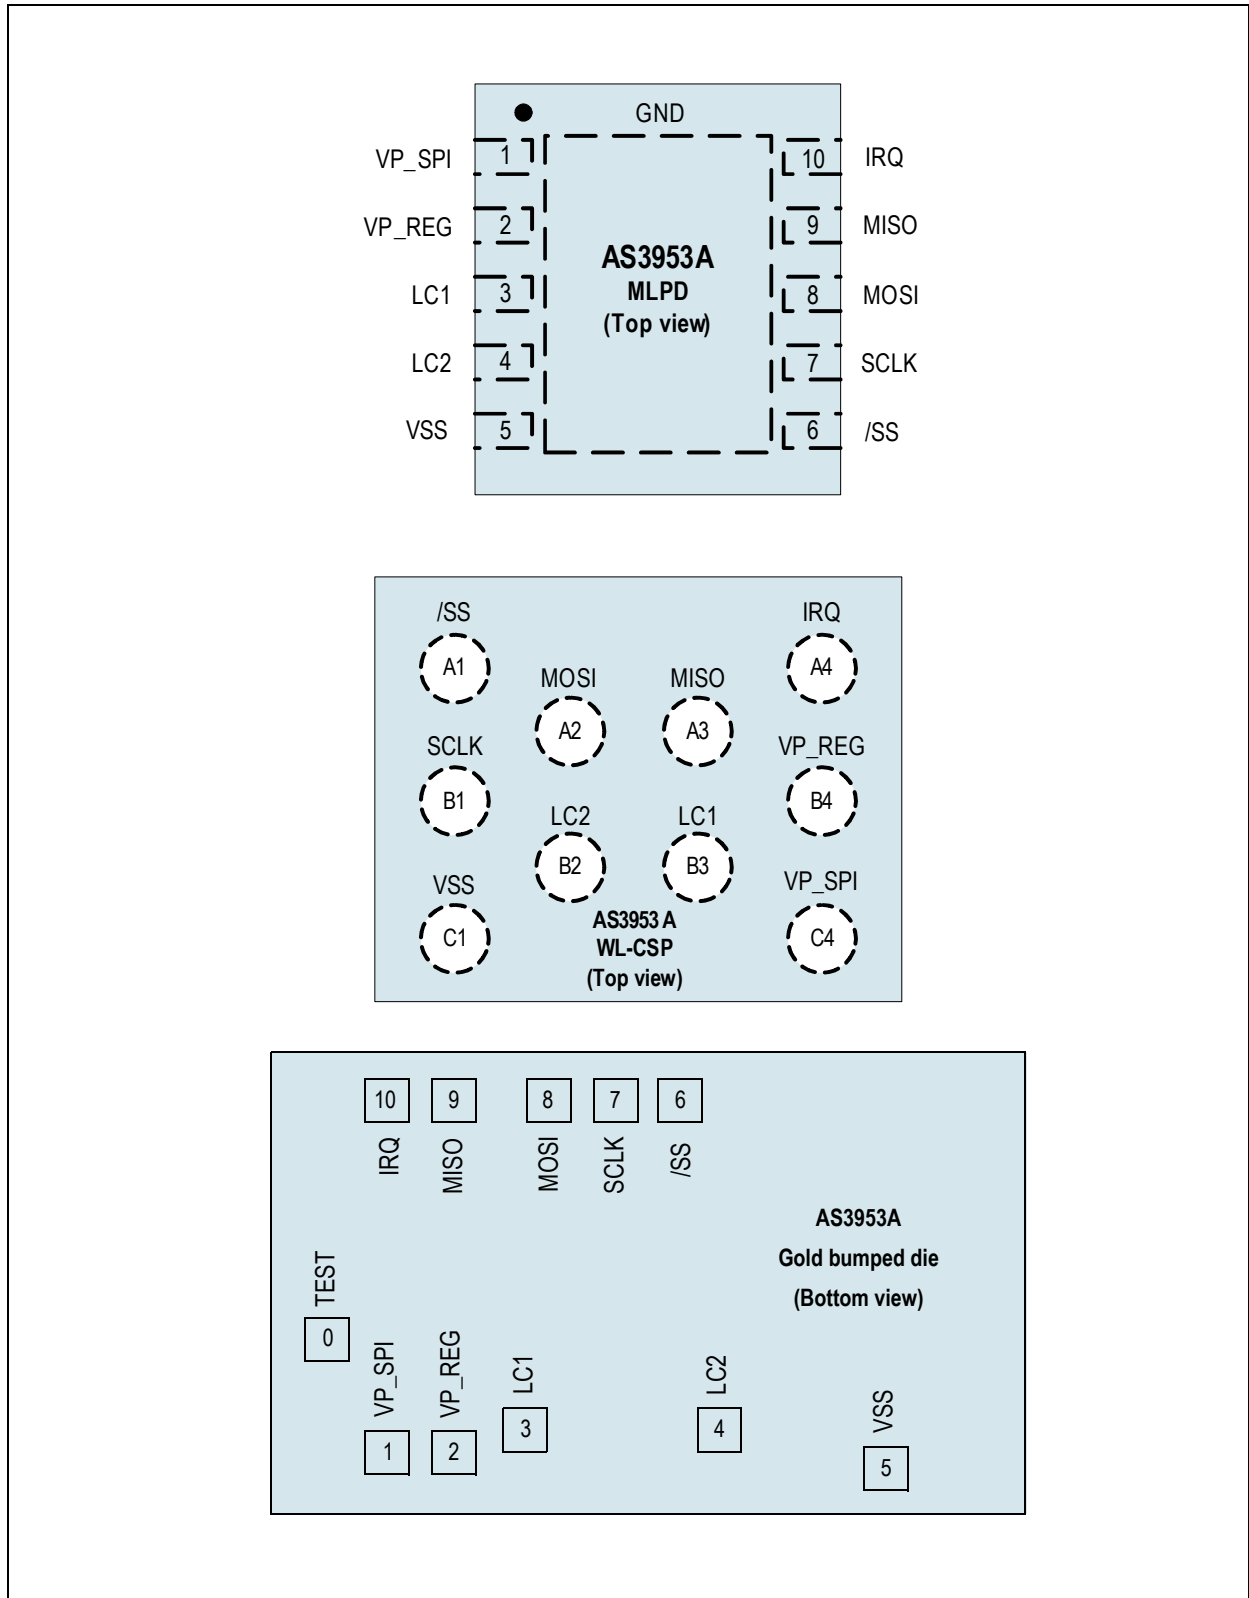 GND
VP_SPI 1 10 IRQ
VP_REG 2 9 MISO
AS3953A
MLPD
(Top view)
LC1 3 8 MOSI
LC2 4 7 SCLK
VSS 5 6 /SS
/SS IRQ
A1 A4
MOSI MISO
A2 A3
SCLK VP_REG
B1 B4
LC2 LC1
B2 B3
VSS VP_SPI
C1 C4
AS3953 A
WL-CSP
(Top view)
10 9 8 7 6
IRQ MISO MOSI SCLK /SS
AS3953A
Gold bumped die
(Bottom view)
TEST
0
VP_SPI VP_REG LC1 LC2 VSS
1 2 3 4 5